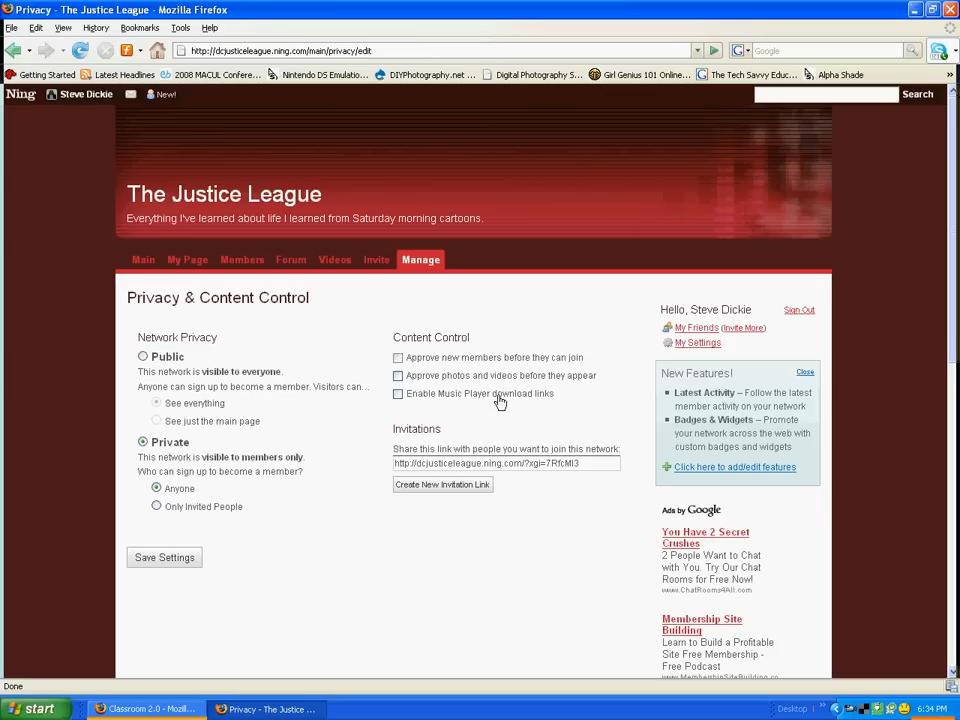 Privacy - The Justice League - Mozilla Firefox
File Edit View History Bookmarks Tools Help
http://dcjusticeleague.ning.com/main/privacy/edit
Google
Getting Started Latest Headlines 2008 MACUL Confere... Nintendo DS Emulatio... DIYPhotography.net ... Digital Photography S... Girl Genius 101 Online... The Tech Savvy Educ... Alpha Shade
Ning Steve Dickie New! Search
The Justice League
Everything I've learned about life I learned from Saturday morning cartoons.
Main My Page Members Forum Videos Invite Manage
Privacy & Content Control
Network Privacy
Public
This network is visible to everyone.
Anyone can sign up to become a member. Visitors can...
See everything
See just the main page
Private
This network is visible to members only.
Who can sign up to become a member?
Anyone
Only Invited People
Save Settings
Content Control
Approve new members before they can join
Approve photos and videos before they appear
Enable Music Player download links
Invitations
Share this link with people you want to join this network:
http://dcjusticeleague.ning.com/?xgi=7RfcMI3
Create New Invitation Link
Hello, Steve Dickie Sign Out
My Friends (Invite More)
My Settings
New Features! Close
Latest Activity – Follow the latest
member activity on your network
Badges & Widgets – Promote
your network across the web with
custom badges and widgets
Click here to add/edit features
Ads by Google
You Have 2 Secret
Crushes
2 People Want to Chat
with You. Try Our Chat
Rooms for Free Now!
www.ChatRooms4All.com
Membership Site
Building
Learn to Build a Profitable
Site Free Membership -
Free Podcast
www.MembershipSiteBuilding.co
Done
start Classroom 2.0 - Mozil... Privacy - The Justice ... Desktop 6:34 PM